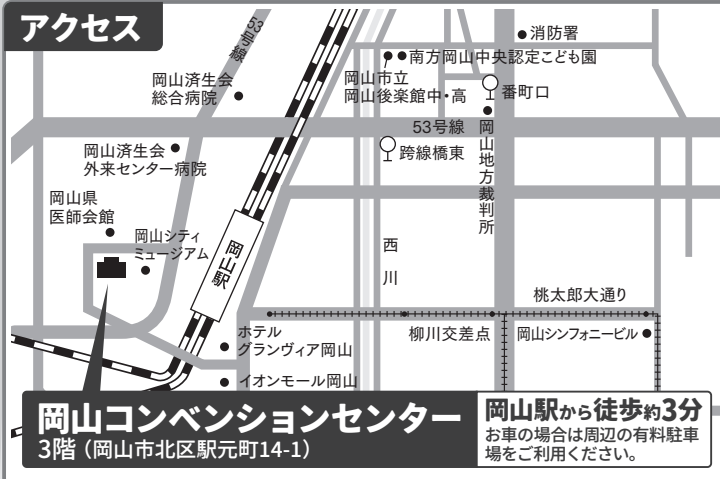 アクセス
53号線
消防署
南方岡山中央認定こども園
岡山市立
岡山後楽館中・高
番町口
岡山済生会
総合病院
53号線
岡山地方裁判所
跨線橋東
岡山済生会
外来センター病院
岡山県
医師会館
岡山シティ
ミュージアム
岡山駅
西川
桃太郎大通り
柳川交差点
岡山シンフォニービル
ホテル
グランヴィア岡山
イオンモール岡山
岡山コンベンションセンター
3階（岡山市北区駅元町14-1）
岡山駅から徒歩約3分
お車の場合は周辺の有料駐車
場をご利用ください。